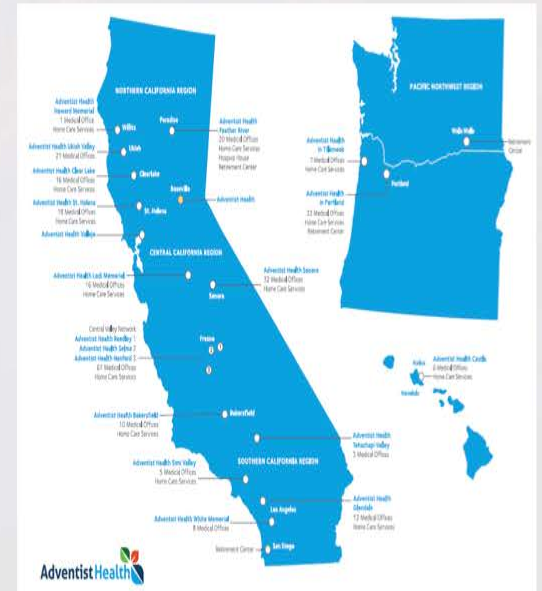 NORTHERN CALIFORNIA REGION
Adventist Health
Howard Memorial
1 Medical Office
Home Care Services
Willits
Paradise
Adventist Health
Feather River
20 Medical Offices
Home Care Services
Hospice House
Retirement Center
Adventist Health Ukiah Valley
21 Medical Offices
Ukiah
Adventist Health Clear Lake
16 Medical Offices
Home Care Services
Clearlake
Roseville
Adventist Health
Adventist Health St. Helena
18 Medical Offices
Home Care Services
St. Helena
Adventist Health Vallejo
CENTRAL CALIFORNIA REGION
Adventist Health Lodi Memorial
16 Medical Offices
Home Care Services
Adventist Health Sonora
32 Medical Offices
Home Care Services
Sonora
Central Valley Network
Adventist Health Reedley 1
Adventist Health Selma 2
Adventist Health Hanford 3
61 Medical Offices
Home Care Services
Fresno
1
2
3
Adventist Health Bakersfield
10 Medical Offices
Home Care Services
Bakersfield
Adventist Health
Tehachapi Valley
3 Medical Offices
SOUTHERN CALIFORNIA REGION
Adventist Health Simi Valley
5 Medical Offices
Home Care Services
Adventist Health
Glendale
12 Medical Offices
Home Care Services
Los Angeles
Adventist Health White Memorial
8 Medical Offices
Retirement Center
San Diego
PACIFIC NORTHWEST REGION
Walla Walla
Retirement
Center
Adventist Health
in Tillamook
7 Medical Offices
Home Care Services
Portland
Adventist Health
in Portland
Home Care Services
Retirement Center
Kailua
Adventist Health Castle
6 Medical Offices
Home Care Services
Honolulu
Adventist Health